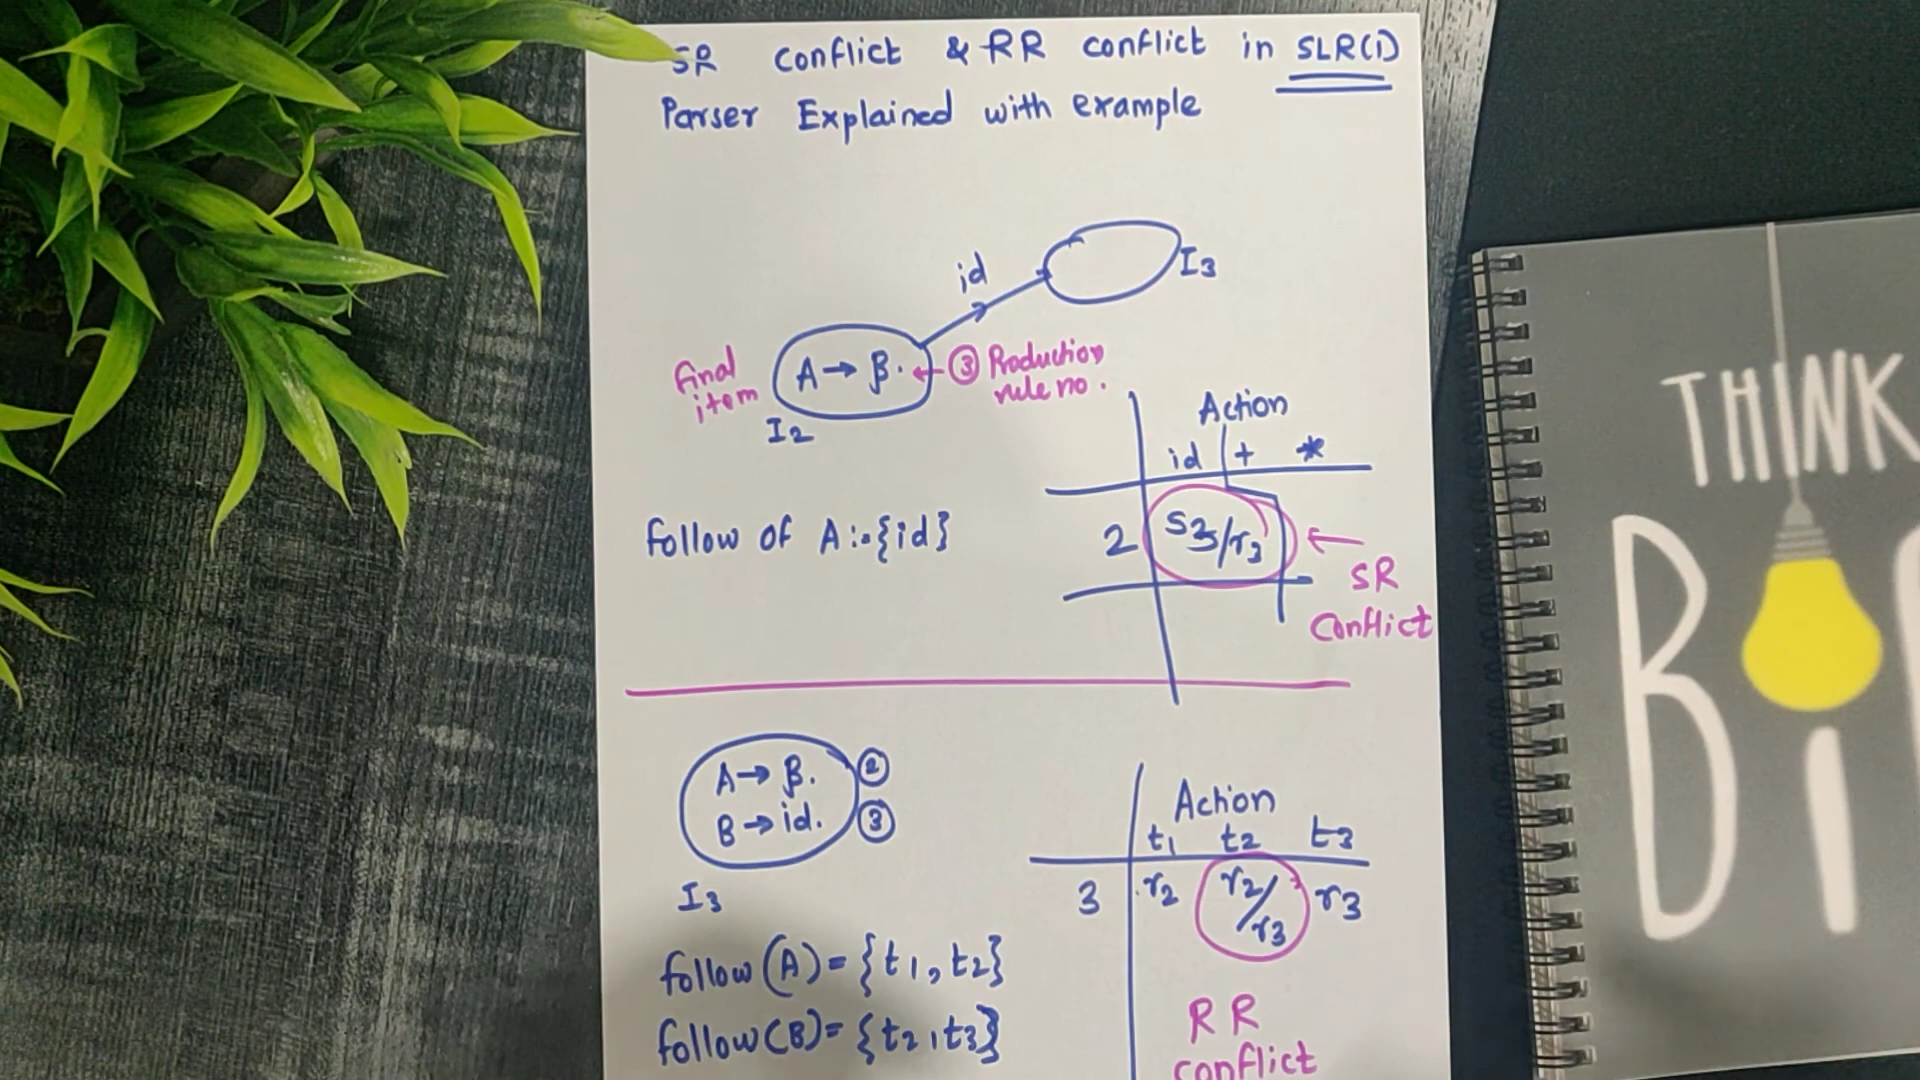 SR conflict & RR conflict in SLR(1)
Parser Explained with example
id
I3
final
item
A → β.
← ③ Production
rule no.
I2
Action
id + *
follow of A :- {id}
2 S3/r3
SR
Conflict
A → β. ②
B → id. ③
I3
Action
t1 t2 t3
3 r2 r2/r3 r3
follow (A) = {t1, t2}
follow (B) = {t2, t3}
RR
conflict
THINK